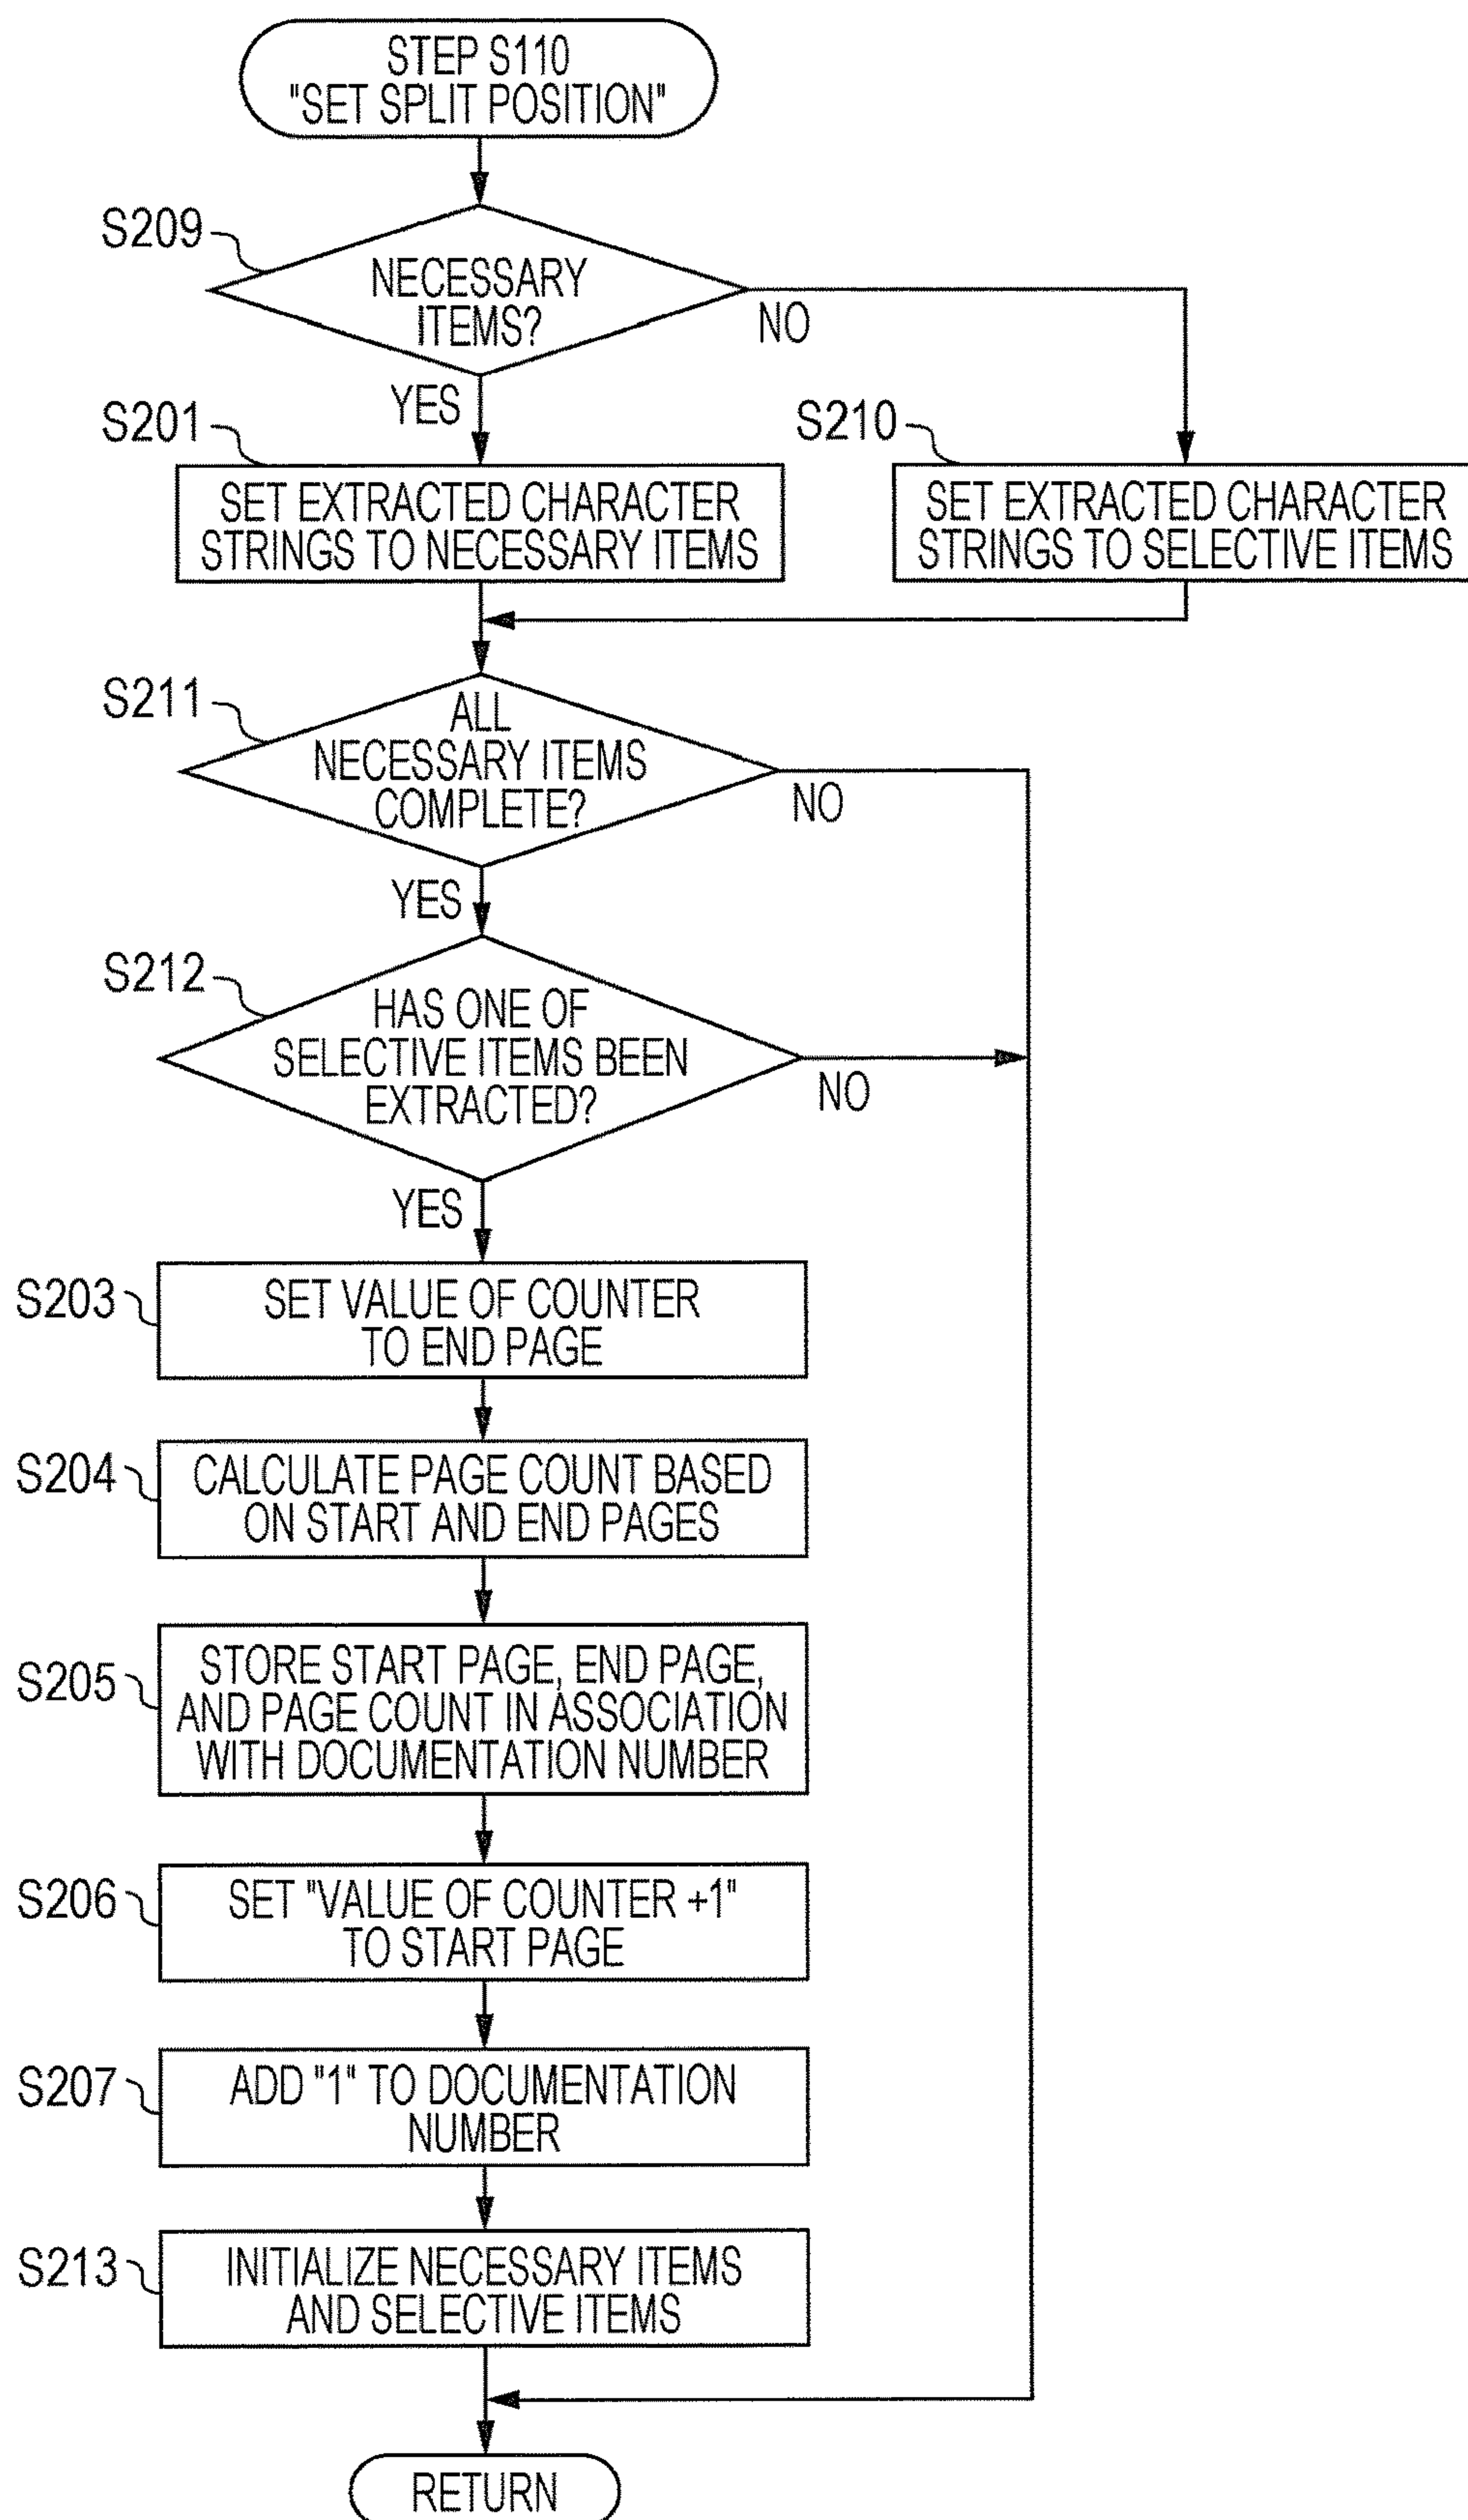 STEP S110
"SET SPLIT POSITION"
S209
NECESSARY
ITEMS?
NO
YES
S201
S210
SET EXTRACTED CHARACTER
STRINGS TO NECESSARY ITEMS
SET EXTRACTED CHARACTER
STRINGS TO SELECTIVE ITEMS
S211
ALL
NECESSARY ITEMS
COMPLETE?
NO
YES
S212
HAS ONE OF
SELECTIVE ITEMS BEEN
EXTRACTED?
NO
YES
S203
SET VALUE OF COUNTER
TO END PAGE
S204
CALCULATE PAGE COUNT BASED
ON START AND END PAGES
S205
STORE START PAGE, END PAGE,
AND PAGE COUNT IN ASSOCIATION
WITH DOCUMENTATION NUMBER
S206
SET "VALUE OF COUNTER +1"
TO START PAGE
S207
ADD "1" TO DOCUMENTATION
NUMBER
S213
INITIALIZE NECESSARY ITEMS
AND SELECTIVE ITEMS
RETURN